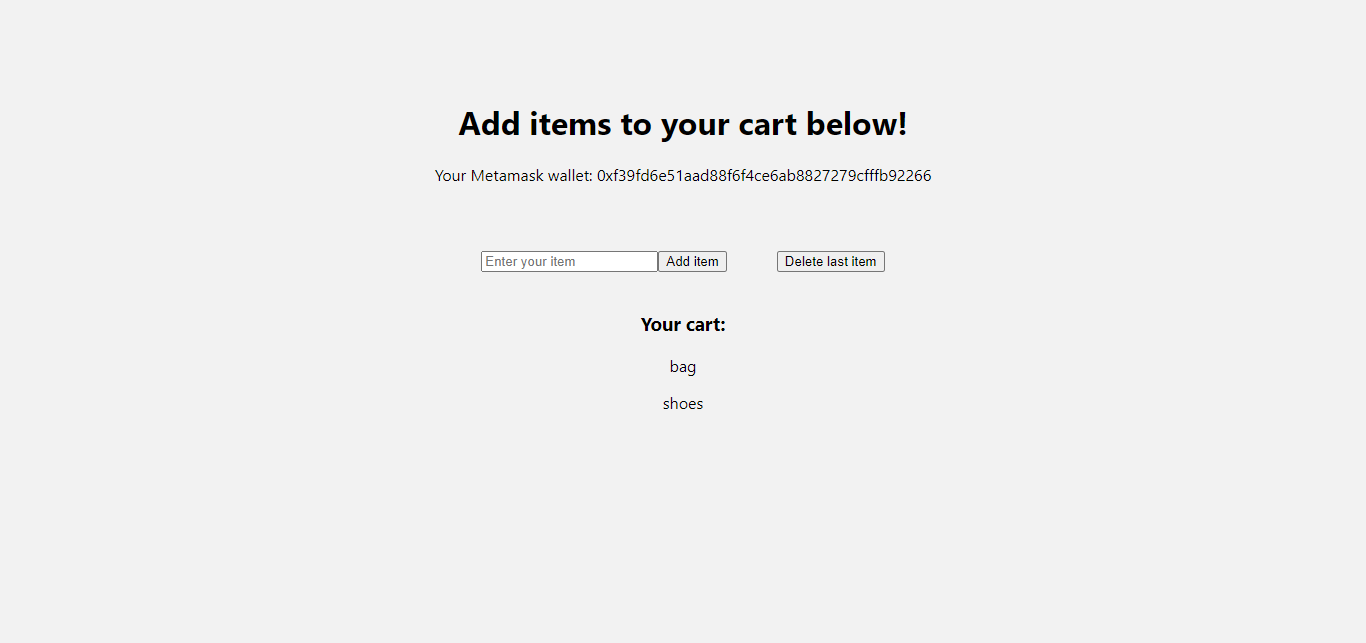 Add items to your cart below!
Your Metamask wallet: 0xf39fd6e51aad88f6f4ce6ab8827279cfffb92266
Enter your item Add item Delete last item
Your cart:
bag
shoes